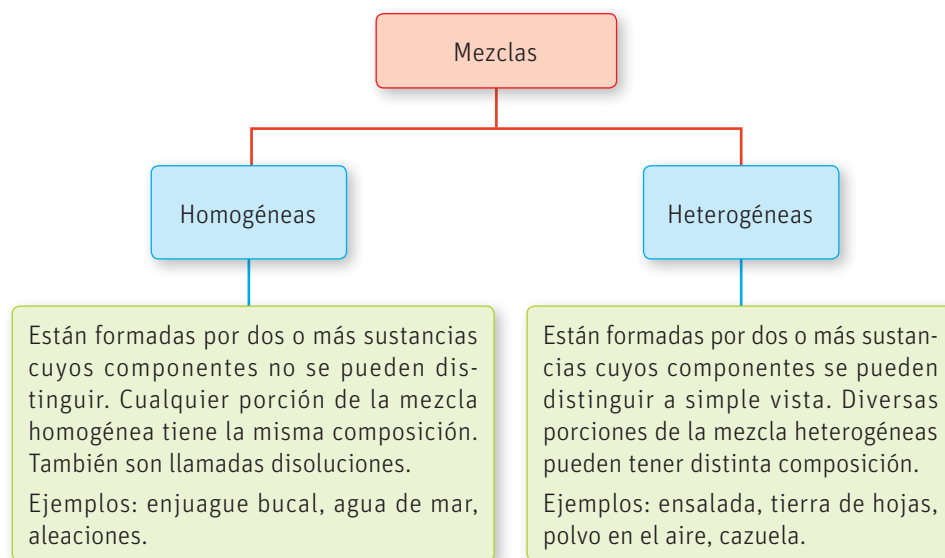 Mezclas
Homogéneas
Heterogéneas
Están formadas por dos o más sustancias
cuyos componentes no se pueden dis-
tinguir. Cualquier porción de la mezcla
homogénea tiene la misma composición.
También son llamadas disoluciones.
Ejemplos: enjuague bucal, agua de mar,
aleaciones.
Están formadas por dos o más sustan-
cias cuyos componentes se pueden
distinguir a simple vista. Diversas
porciones de la mezcla heterogéneas
pueden tener distinta composición.
Ejemplos: ensalada, tierra de hojas,
polvo en el aire, cazuela.